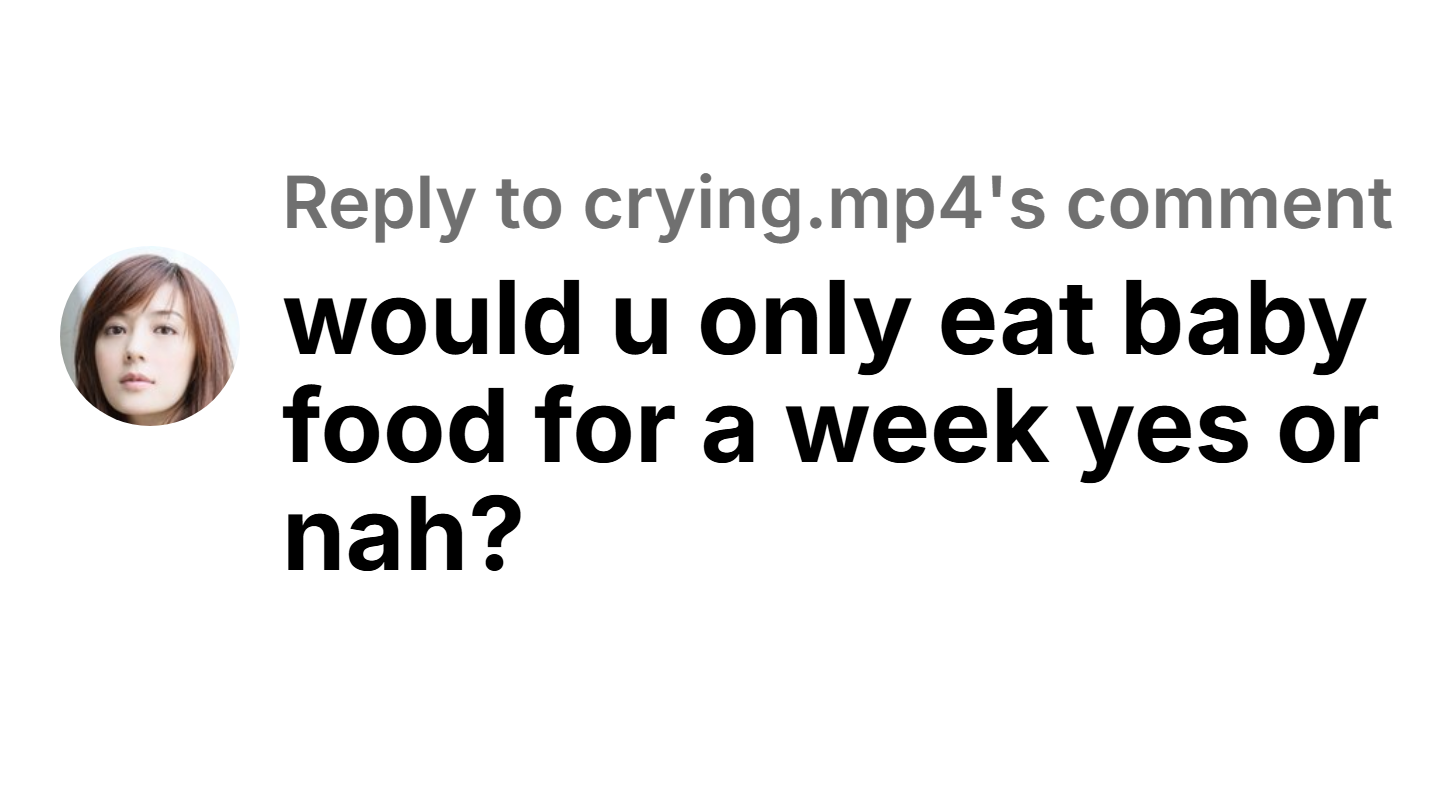 Reply to crying.mp4's comment
would u only eat baby
food for a week yes or
nah?